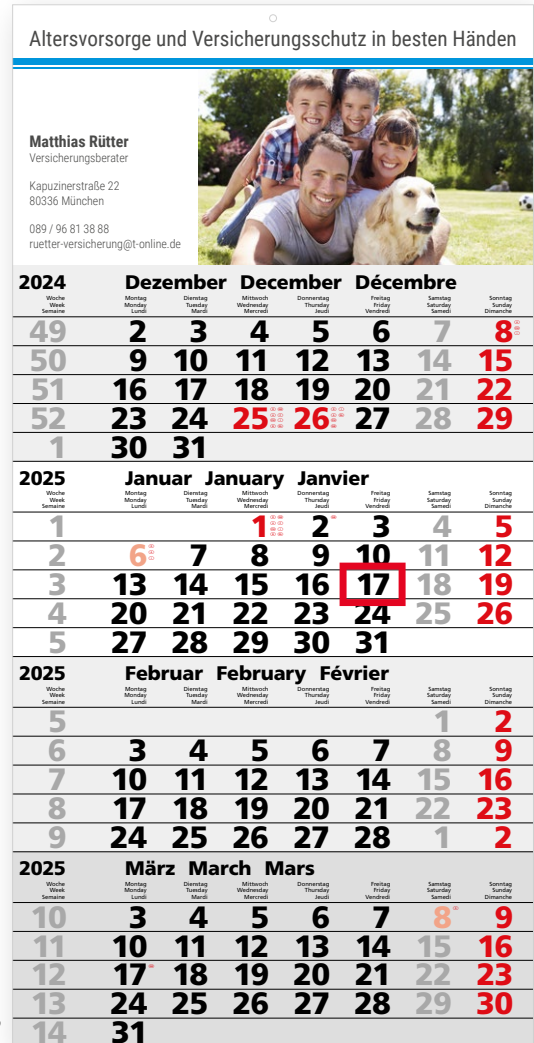 Altersvorsorge und Versicherungsschutz in besten Händen
Matthias Rütter
Versicherungsberater
Kapuzinerstraße 22
80336 München
089 / 96 81 38 88
ruetter-versicherung@t-online.de
2024 Dezember December Décembre
Woche Montag Dienstag Mittwoch Donnerstag Freitag Samstag Sonntag
Week Monday Tuesday Wednesday Thursday Friday Saturday Sunday
Semaine Lundi Mardi Mercredi Jeudi Vendredi Samedi Dimanche
49 2 3 4 5 6 7 8
50 9 10 11 12 13 14 15
51 16 17 18 19 20 21 22
52 23 24 25 26 27 28 29
1 30 31
2025 Januar January Janvier
Woche Montag Dienstag Mittwoch Donnerstag Freitag Samstag Sonntag
Week Monday Tuesday Wednesday Thursday Friday Saturday Sunday
Semaine Lundi Mardi Mercredi Jeudi Vendredi Samedi Dimanche
1 1 2 3 4 5
2 6 7 8 9 10 11 12
3 13 14 15 16 17 18 19
4 20 21 22 23 24 25 26
5 27 28 29 30 31
2025 Februar February Février
Woche Montag Dienstag Mittwoch Donnerstag Freitag Samstag Sonntag
Week Monday Tuesday Wednesday Thursday Friday Saturday Sunday
Semaine Lundi Mardi Mercredi Jeudi Vendredi Samedi Dimanche
5 1 2
6 3 4 5 6 7 8 9
7 10 11 12 13 14 15 16
8 17 18 19 20 21 22 23
9 24 25 26 27 28 1 2
2025 März March Mars
Woche Montag Dienstag Mittwoch Donnerstag Freitag Samstag Sonntag
Week Monday Tuesday Wednesday Thursday Friday Saturday Sunday
Semaine Lundi Mardi Mercredi Jeudi Vendredi Samedi Dimanche
10 3 4 5 6 7 8 9
11 10 11 12 13 14 15 16
12 17 18 19 20 21 22 23
13 24 25 26 27 28 29 30
14 31